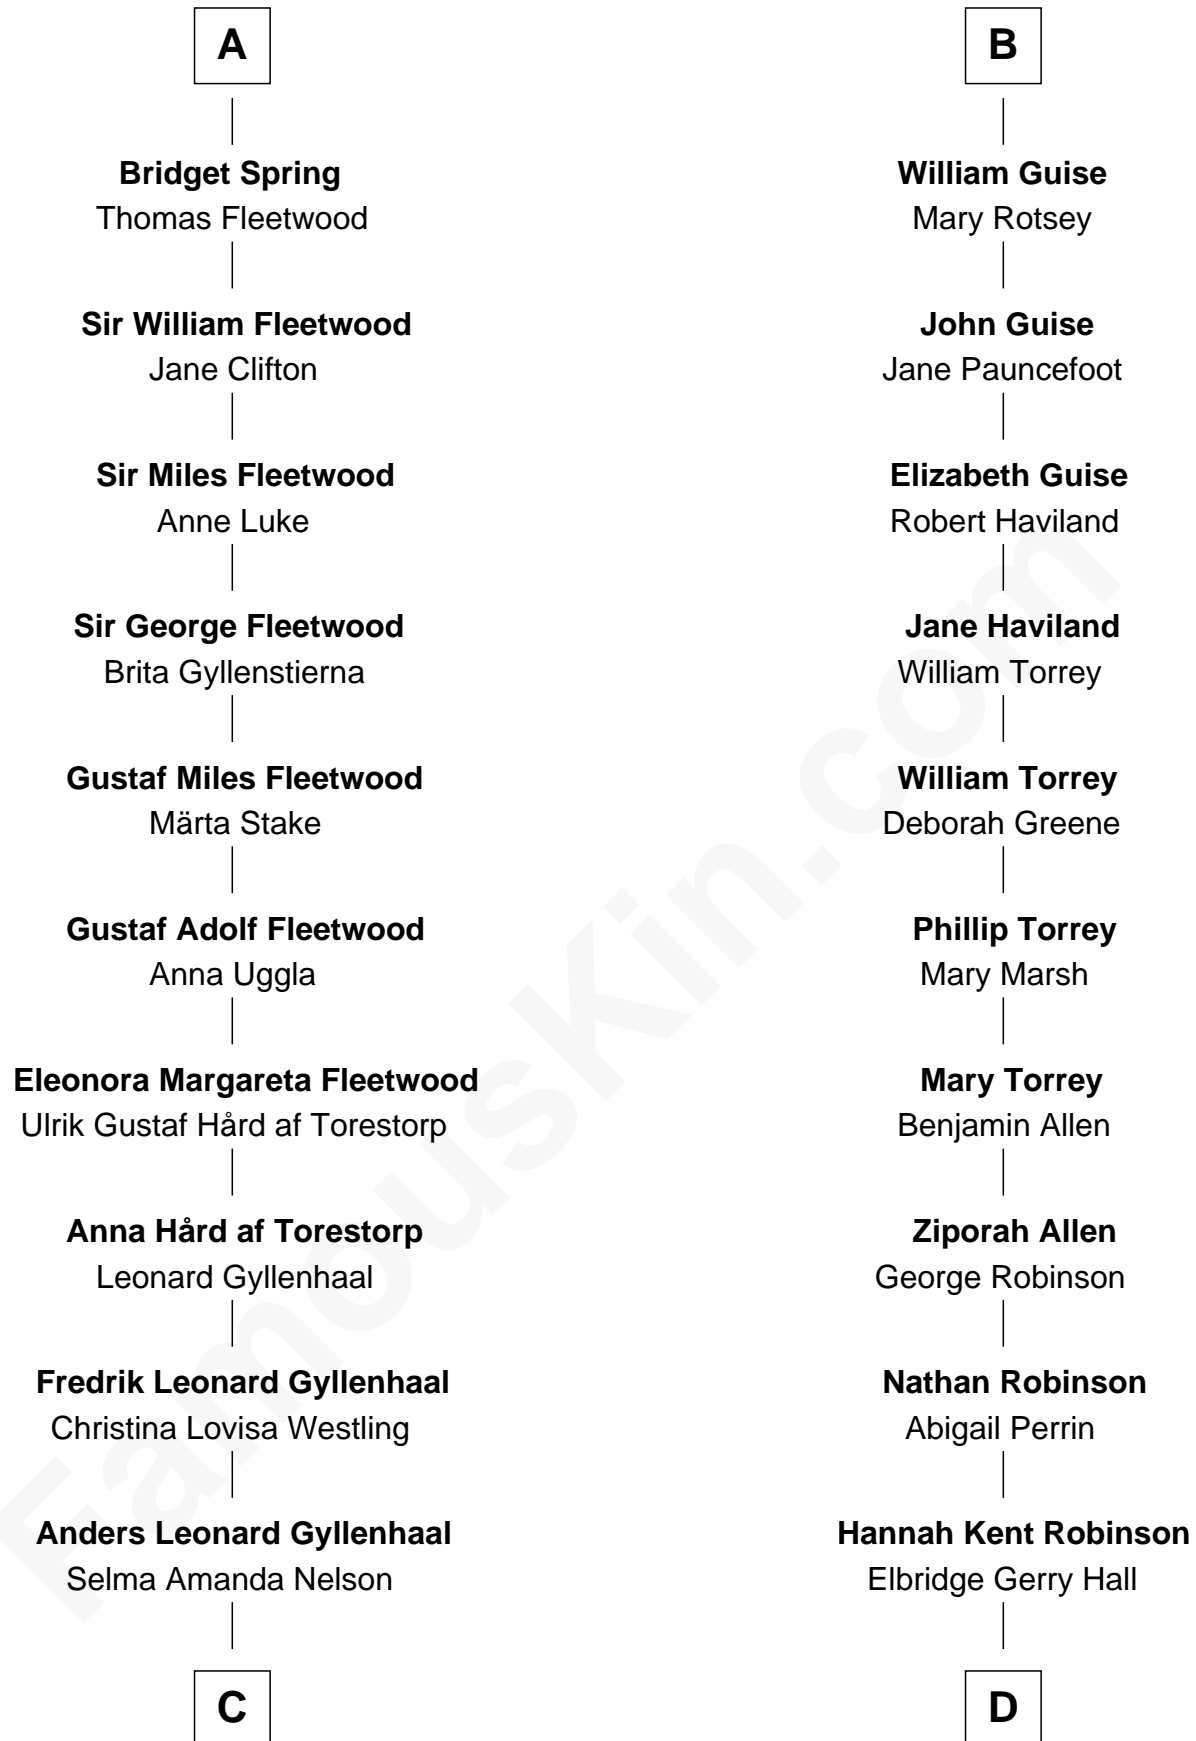 A
Bridget Spring
Thomas Fleetwood
Sir William Fleetwood
Jane Clifton
Sir Miles Fleetwood
Anne Luke
Sir George Fleetwood
Brita Gyllenstierna
Gustaf Miles Fleetwood
Märta Stake
Gustaf Adolf Fleetwood
Anna Uggla
Eleonora Margareta Fleetwood
Ulrik Gustaf Hård af Torestorp
Anna Hård af Torestorp
Leonard Gyllenhaal
Fredrik Leonard Gyllenhaal
Christina Lovisa Westling
Anders Leonard Gyllenhaal
Selma Amanda Nelson
C
B
William Guise
Mary Rotsey
John Guise
Jane Pauncefoot
Elizabeth Guise
Robert Haviland
Jane Haviland
William Torrey
William Torrey
Deborah Greene
Phillip Torrey
Mary Marsh
Mary Torrey
Benjamin Allen
Ziporah Allen
George Robinson
Nathan Robinson
Abigail Perrin
Hannah Kent Robinson
Elbridge Gerry Hall
D
FamousKin.com